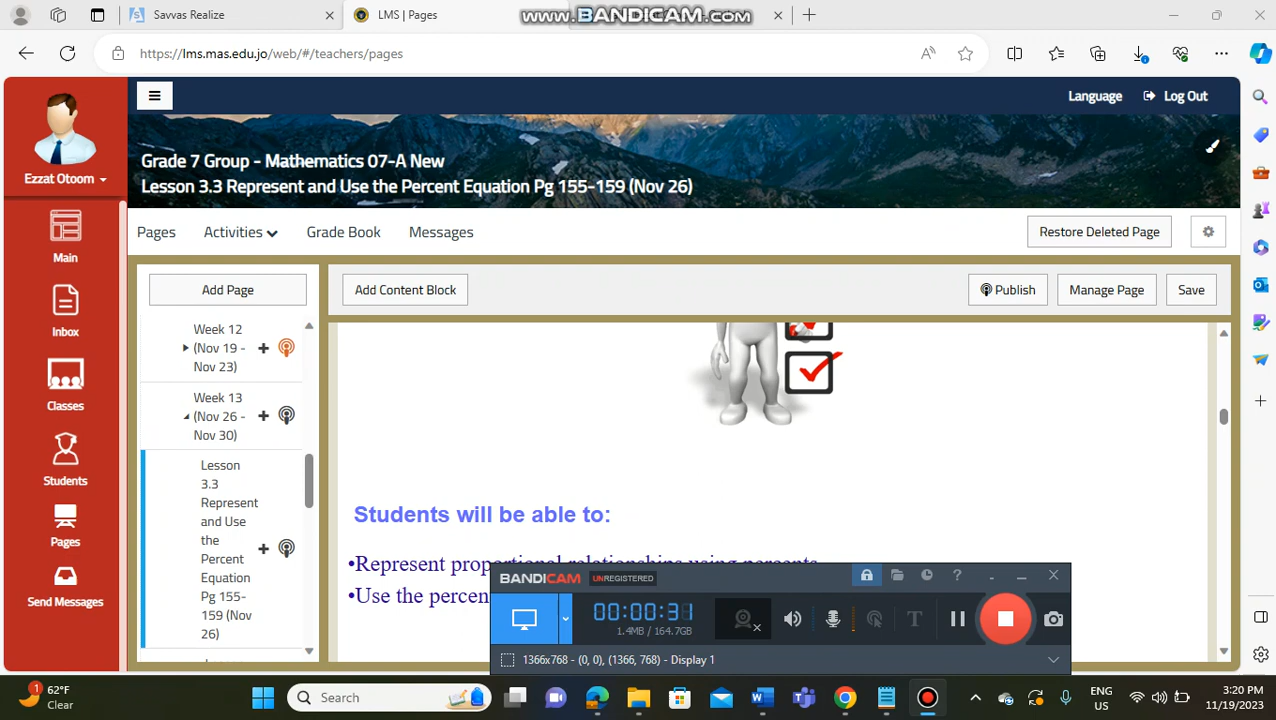 Savvas Realize
LMS | Pages
www.BANDICAM.com
https://lms.mas.edu.jo/web/#/teachers/pages
Ezzat Otoom
Main
Inbox
Classes
Students
Pages
Send Messages
Language
Log Out
Grade 7 Group - Mathematics 07-A New
Lesson 3.3 Represent and Use the Percent Equation Pg 155-159 (Nov 26)
Pages
Activities
Grade Book
Messages
Restore Deleted Page
Add Page
Add Content Block
Publish
Manage Page
Save
Week 12
(Nov 19 -
Nov 23)
Week 13
(Nov 26 -
Nov 30)
Lesson
3.3
Represent
and Use
the
Percent
Equation
Pg 155-
159 (Nov
26)
Students will be able to:
•Represent proportional relationships using percents
•Use the percen
BANDICAM
UNREGISTERED
00:00:31
1.4MB / 164.7GB
1366x768 - (0, 0), (1366, 768) - Display 1
1
62°F
Clear
Search
ENG
US
3:20 PM
11/19/2023